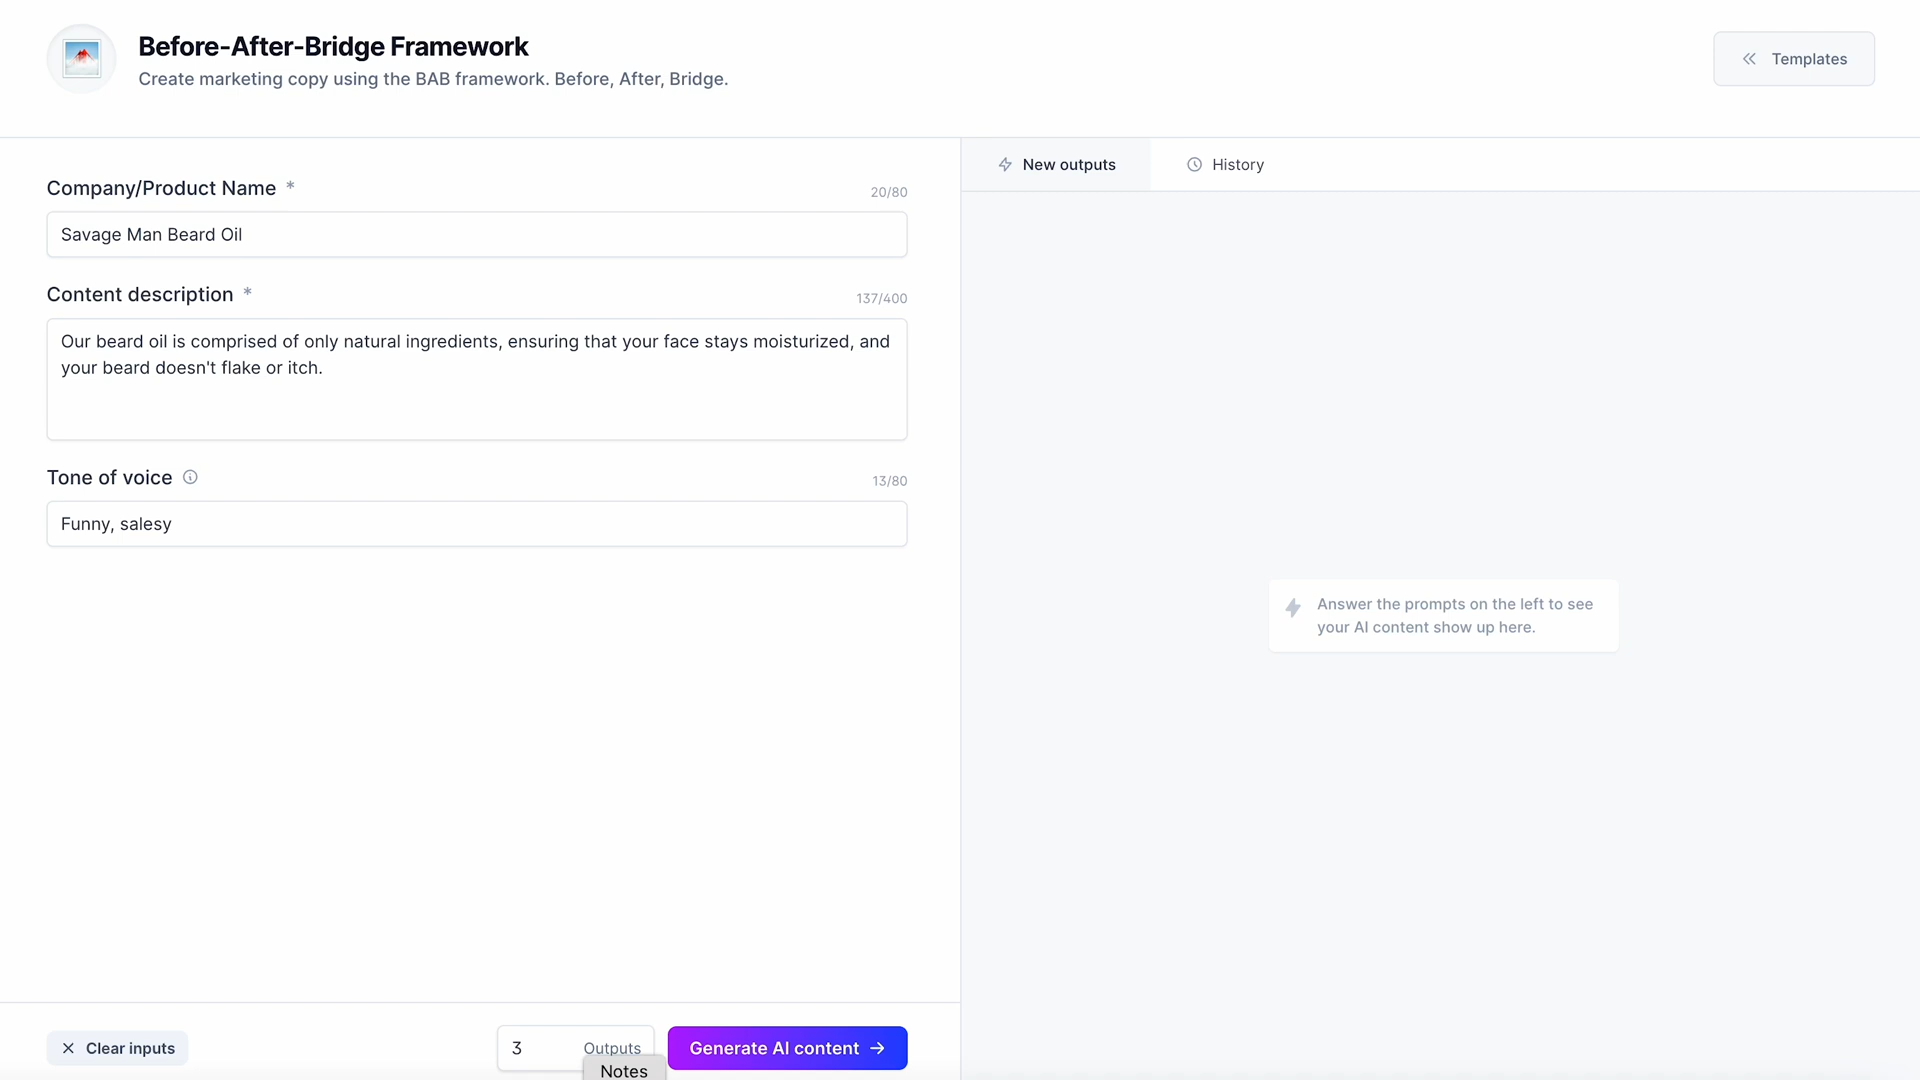 Before-After-Bridge Framework
Create marketing copy using the BAB framework. Before, After, Bridge.
Templates
Company/Product Name *
20/80
Savage Man Beard Oil
Content description *
137/400
Our beard oil is comprised of only natural ingredients, ensuring that your face stays moisturized, and
your beard doesn't flake or itch.
Tone of voice
13/80
Funny, salesy
Clear inputs
3 Outputs
Generate AI content
Notes
New outputs
History
Answer the prompts on the left to see
your AI content show up here.